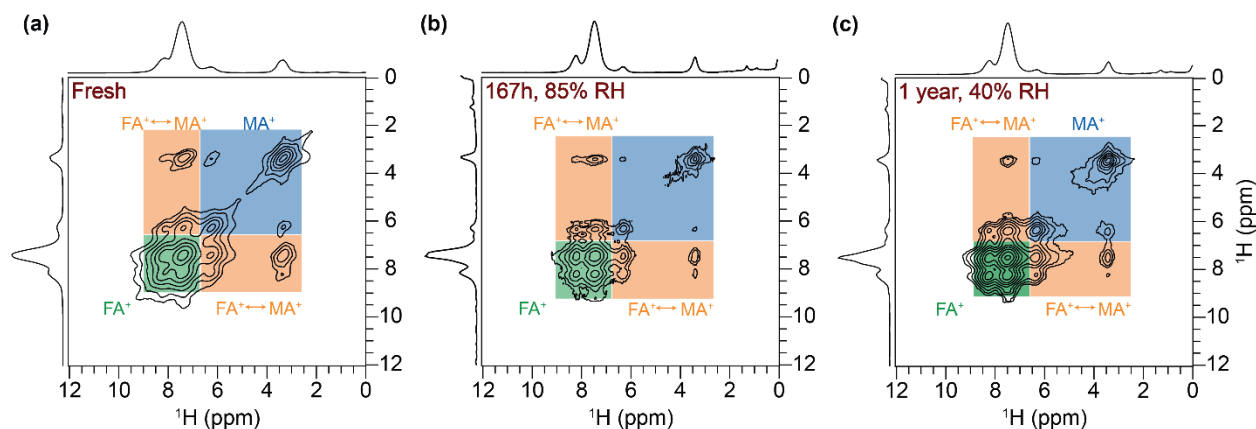 (a)
Fresh
FA⁺↔MA⁺
MA⁺
FA⁺
FA⁺↔MA⁺
0
2
4
6
8
10
12
12 10 8 6 4 2 0
¹H (ppm)
(b)
167h, 85% RH
FA⁺↔MA⁺
MA⁺
FA⁺
FA⁺↔MA⁺
0
2
4
6
8
10
12
12 10 8 6 4 2 0
¹H (ppm)
(c)
1 year, 40% RH
FA⁺↔MA⁺
MA⁺
FA⁺
FA⁺↔MA⁺
0
2
4
6
8
10
12
¹H (ppm)
12 10 8 6 4 2 0
¹H (ppm)